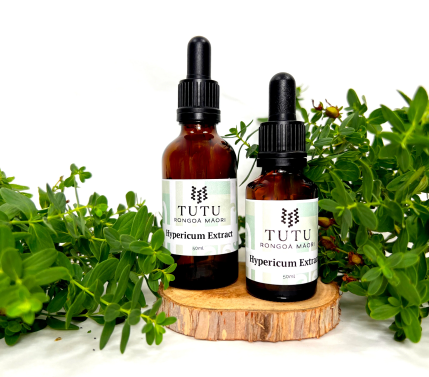 TUTU
RONGOĀ MĀORI
Hypericum Extract
50ml
TUTU
RONGOĀ MĀORI
Hypericum Extract
50ml